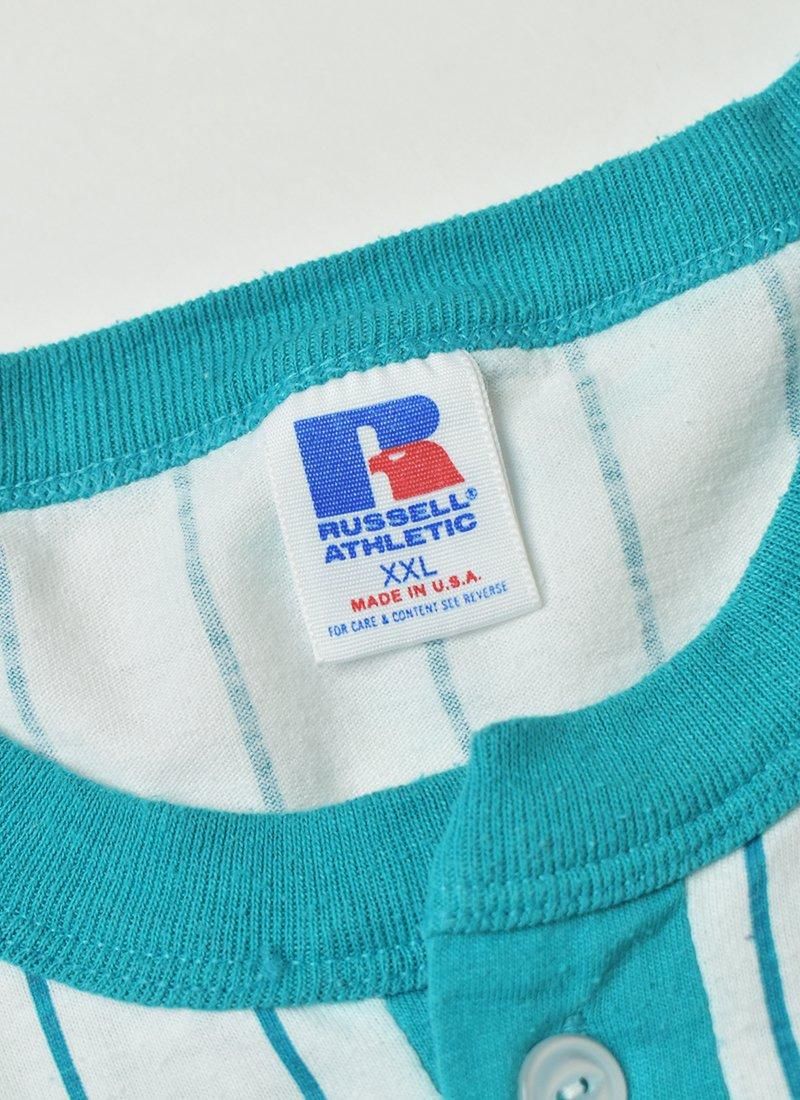 RUSSELL®
ATHLETIC
XXL
MADE IN U.S.A.
FOR CARE & CONTENT SEE REVERSE